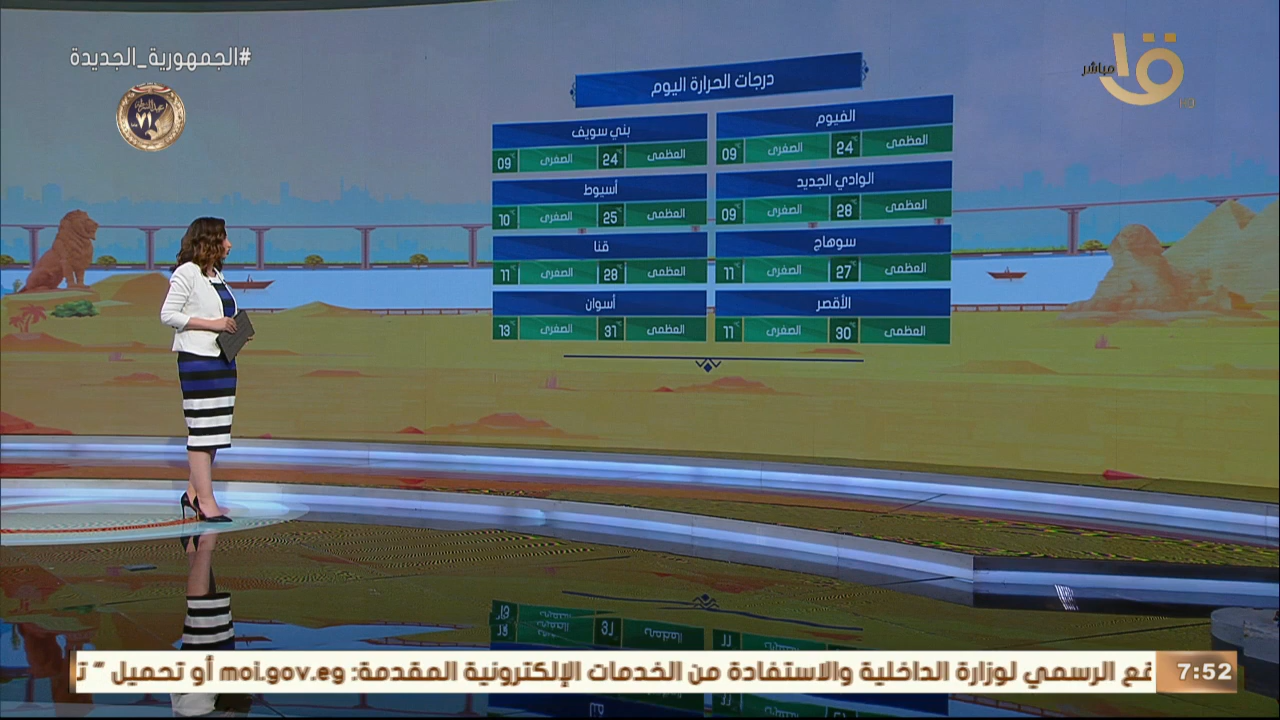 #الجمهورية_الجديدة
مباشر
درجات الحرارة اليوم
الفيوم
العظمى 24 الصغرى 09
بني سويف
العظمى 24 الصغرى 09
الوادي الجديد
العظمى 28 الصغرى 09
أسيوط
العظمى 25 الصغرى 10
سوهاج
العظمى 27 الصغرى 11
قنا
العظمى 28 الصغرى 11
الأقصر
العظمى 30 الصغرى 11
أسوان
العظمى 31 الصغرى 13
7:52
الرسمي لوزارة الداخلية والاستفادة من الخدمات الإلكترونية المقدمة: moi.gov.eg أو تحميل "